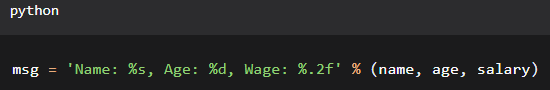 python
msg = 'Name: %s, Age: %d, Wage: %.2f' % (name, age, salary)